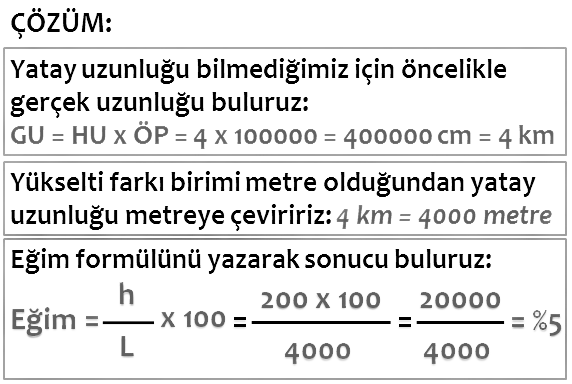 ÇÖZÜM:
Yatay uzunluğu bilmediğimiz için öncelikle
gerçek uzunluğu buluruz:
GU = HU x ÖP = 4 x 100000 = 400000 cm = 4 km
Yükselti farkı birimi metre olduğundan yatay
uzunluğu metreye çeviririz: 4 km = 4000 metre
Eğim formülünü yazarak sonucu buluruz:
h 200 x 100 20000
Eğim = x 100 = = = %5
L 4000 4000